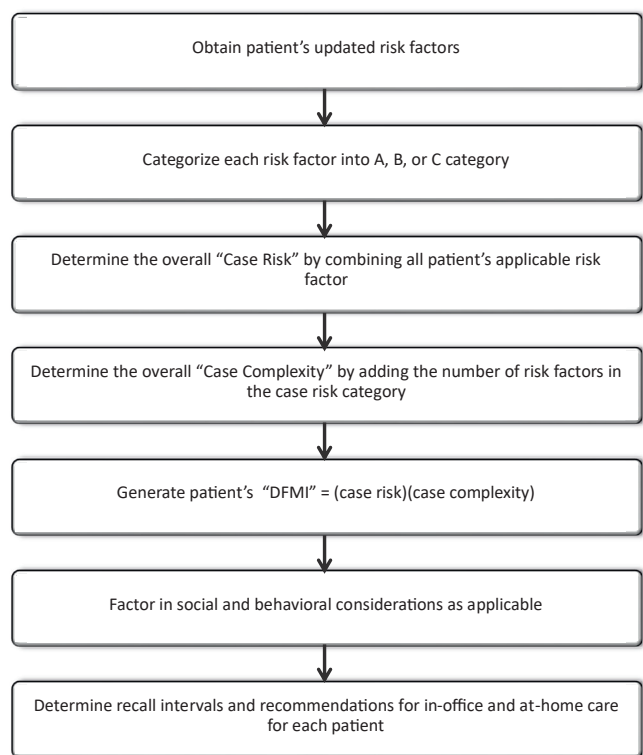 Obtain patient’s updated risk factors
Categorize each risk factor into A, B, or C category
Determine the overall “Case Risk” by combining all patient’s applicable risk
factor
Determine the overall “Case Complexity” by adding the number of risk factors in
the case risk category
Generate patient’s “DFMI” = (case risk)(case complexity)
Factor in social and behavioral considerations as applicable
Determine recall intervals and recommendations for in-office and at-home care
for each patient